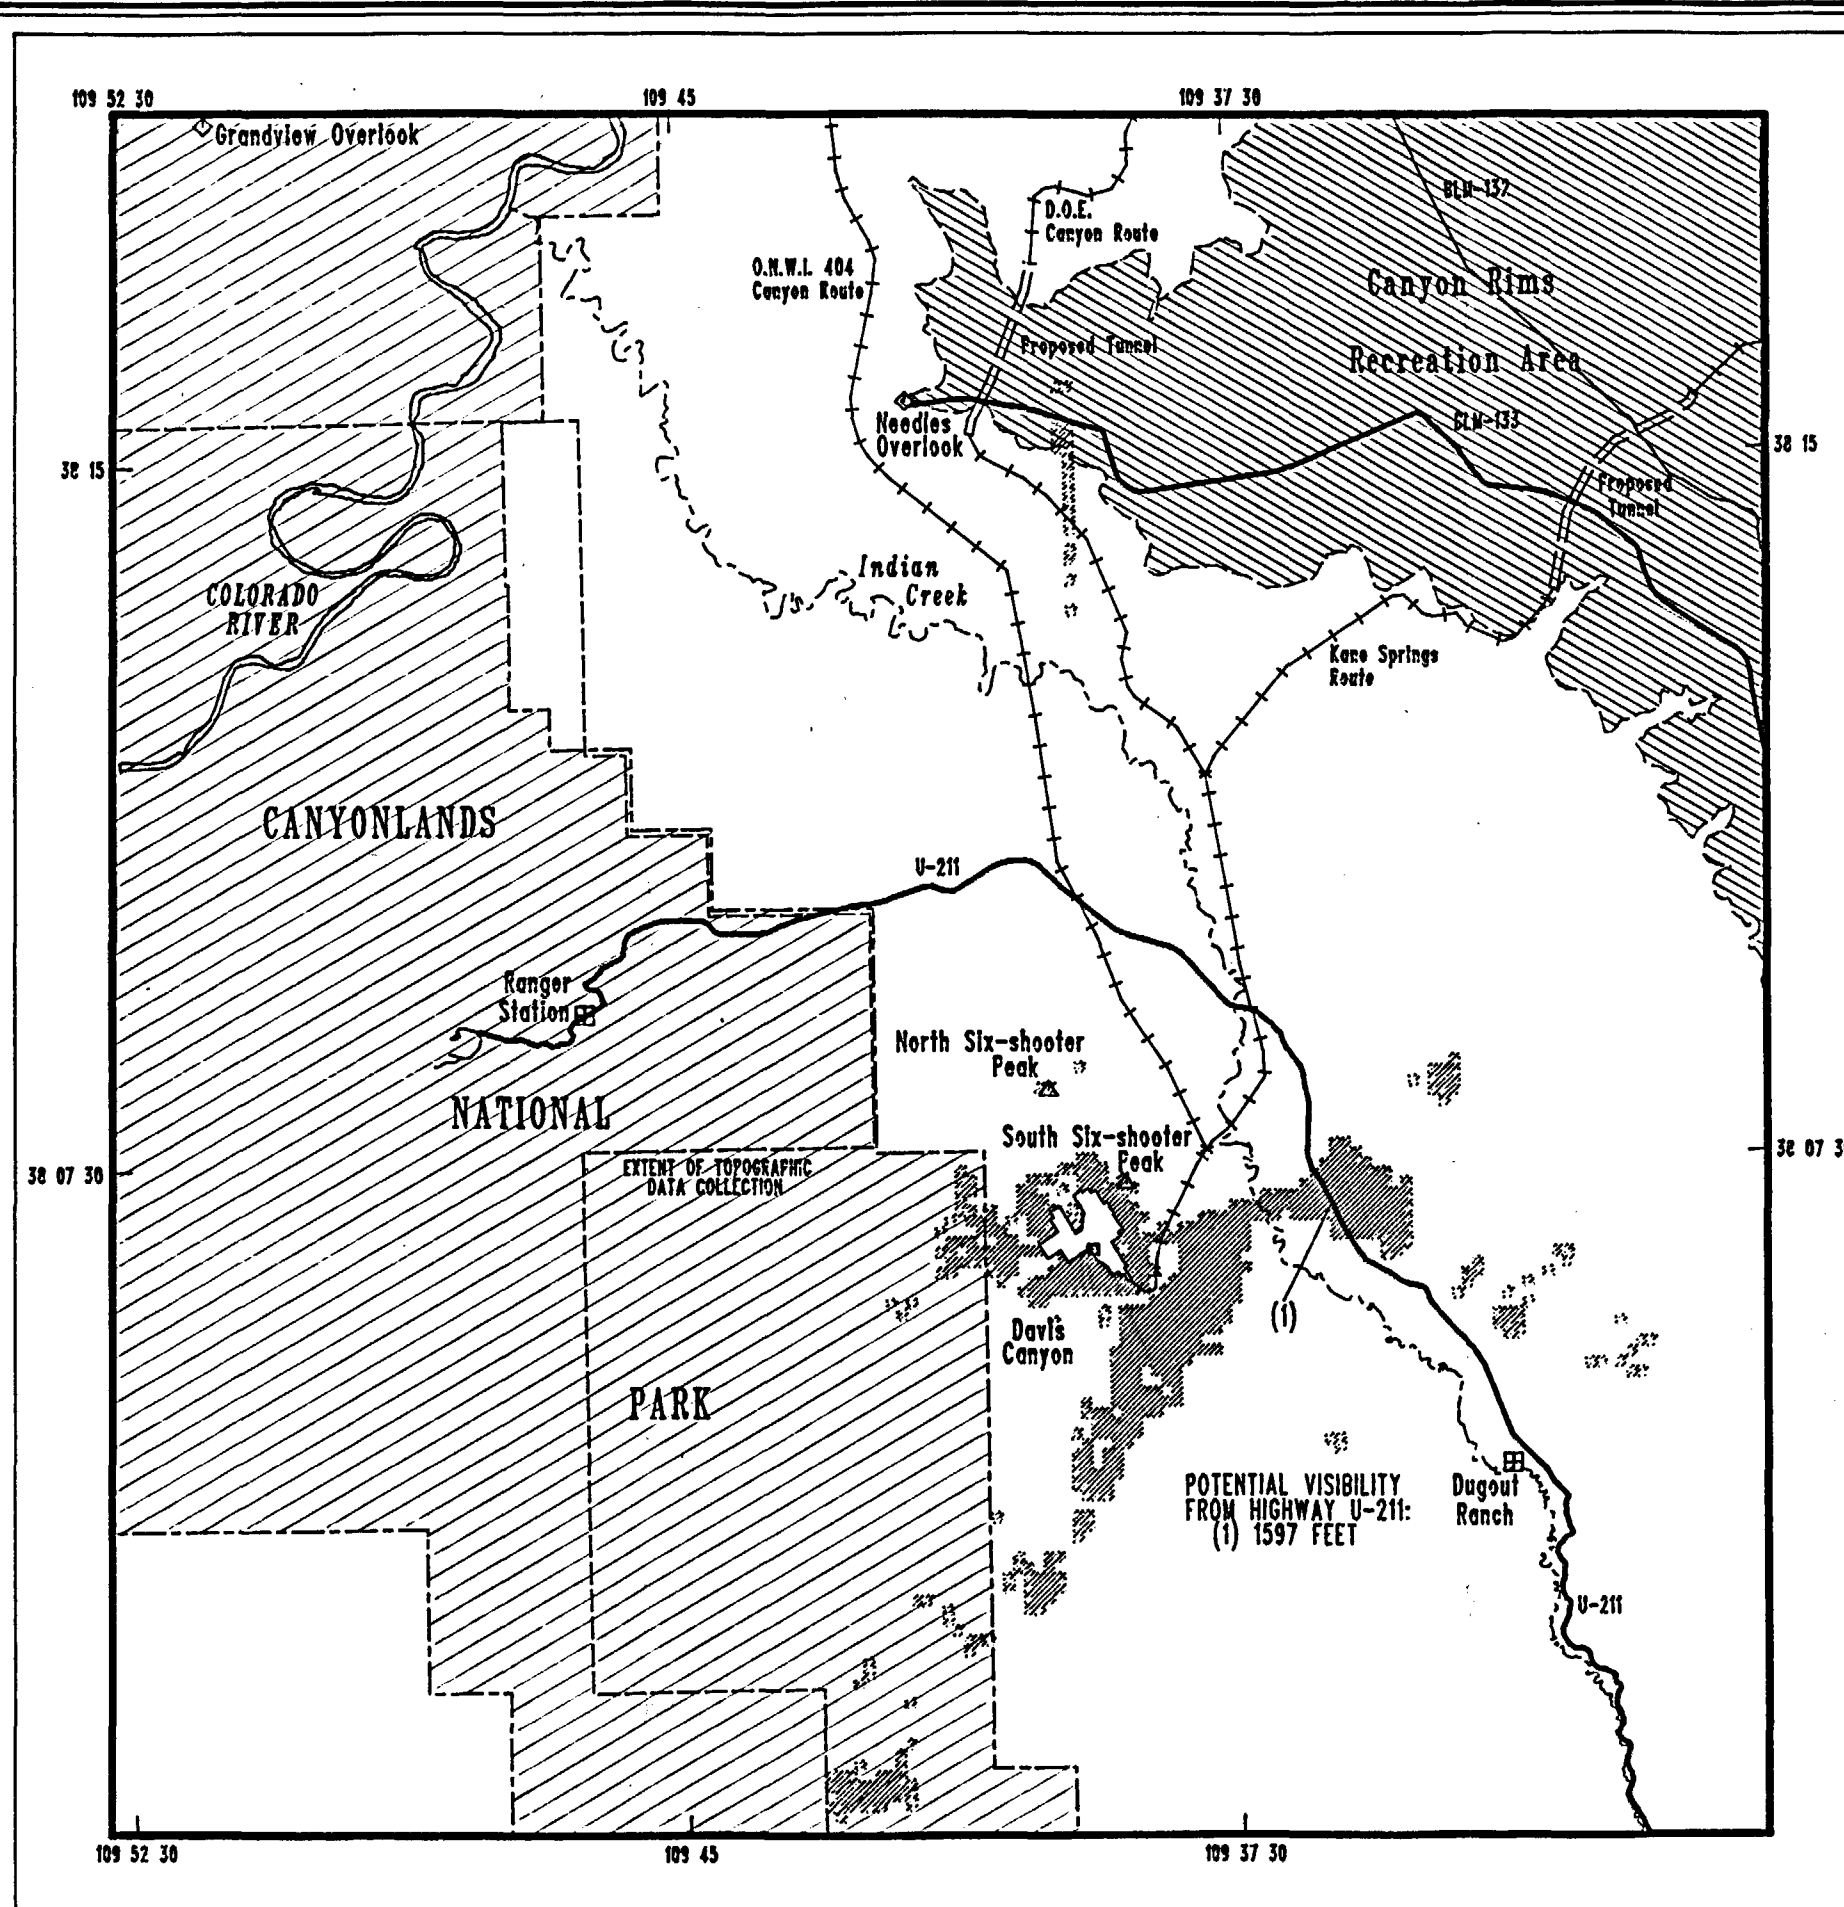 109 52 30
109 45
109 37 30
Grandview Overlook
BLM-132
D.O.E.
Canyon Route
O.N.W.I. 404
Canyon Route
Canyon Rims
Proposed Tunnel
Recreation Area
Needles
Overlook
BLM-133
38 15
38 15
Proposed
Tunnel
Indian
Creek
COLORADO
RIVER
Kane Springs
Route
CANYONLANDS
U-211
Ranger
Station
North Six-shooter
Peak
NATIONAL
South Six-shooter
Peak
38 07 30
EXTENT OF TOPOGRAPHIC
DATA COLLECTION
38 07 3
(1)
Davis
Canyon
PARK
POTENTIAL VISIBILITY
FROM HIGHWAY U-211:
(1) 1597 FEET
Dugout
Ranch
U-211
109 52 30
109 45
109 37 30